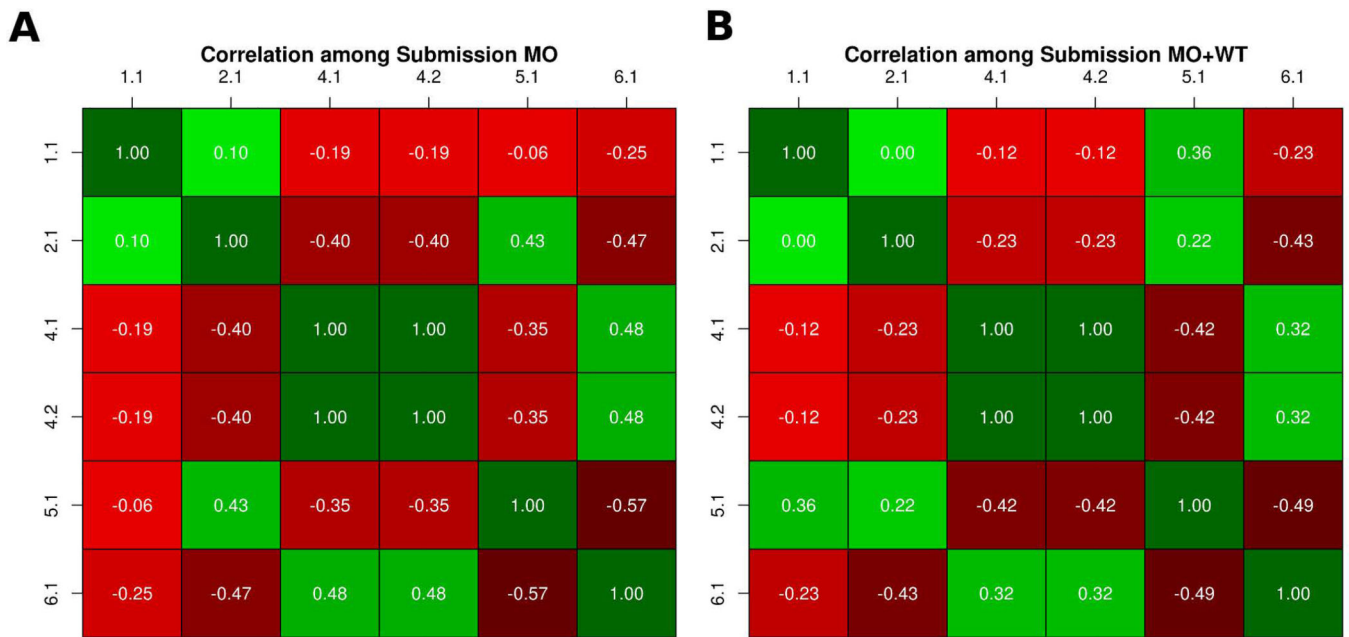 A
Correlation among Submission MO
1.1 2.1 4.1 4.2 5.1 6.1
1.1 1.00 0.10 -0.19 -0.19 -0.06 -0.25
2.1 0.10 1.00 -0.40 -0.40 0.43 -0.47
4.1 -0.19 -0.40 1.00 1.00 -0.35 0.48
4.2 -0.19 -0.40 1.00 1.00 -0.35 0.48
5.1 -0.06 0.43 -0.35 -0.35 1.00 -0.57
6.1 -0.25 -0.47 0.48 0.48 -0.57 1.00
B
Correlation among Submission MO+WT
1.1 2.1 4.1 4.2 5.1 6.1
1.1 1.00 0.00 -0.12 -0.12 0.36 -0.23
2.1 0.00 1.00 -0.23 -0.23 0.22 -0.43
4.1 -0.12 -0.23 1.00 1.00 -0.42 0.32
4.2 -0.12 -0.23 1.00 1.00 -0.42 0.32
5.1 0.36 0.22 -0.42 -0.42 1.00 -0.49
6.1 -0.23 -0.43 0.32 0.32 -0.49 1.00